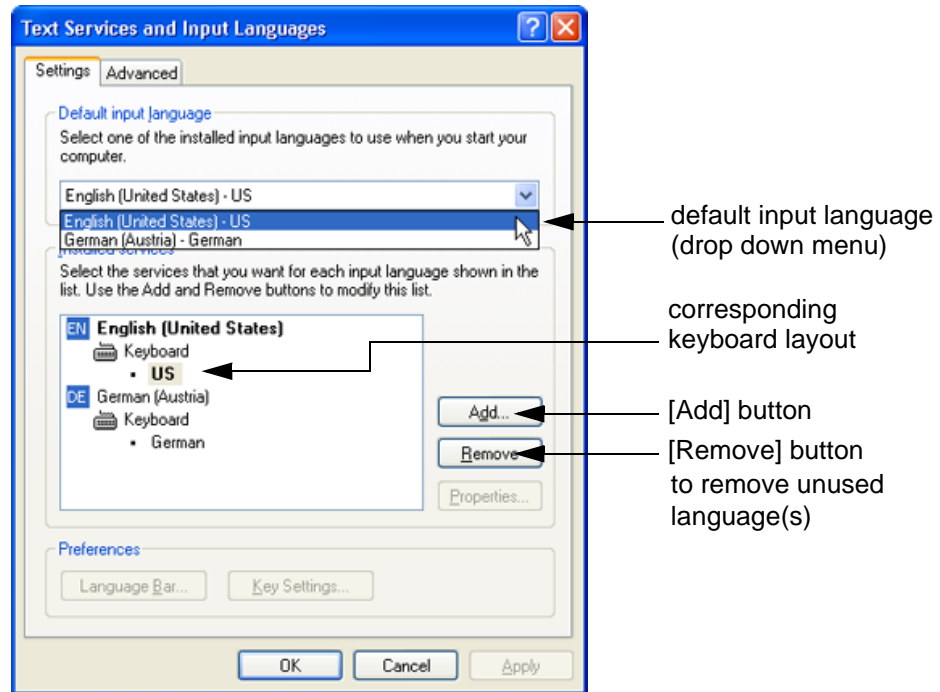 Text Services and Input Languages
Settings
Advanced
Default input language
Select one of the installed input languages to use when you start your
computer.
English (United States) - US
English (United States) - US
German (Austria) - German
default input language
(drop down menu)
Installed services
Select the services that you want for each input language shown in the
list. Use the Add and Remove buttons to modify this list.
EN English (United States)
Keyboard
• US
DE German (Austria)
Keyboard
• German
corresponding
keyboard layout
Add...
[Add] button
Remove
[Remove] button
to remove unused
language(s)
Properties...
Preferences
Language Bar...
Key Settings...
OK
Cancel
Apply